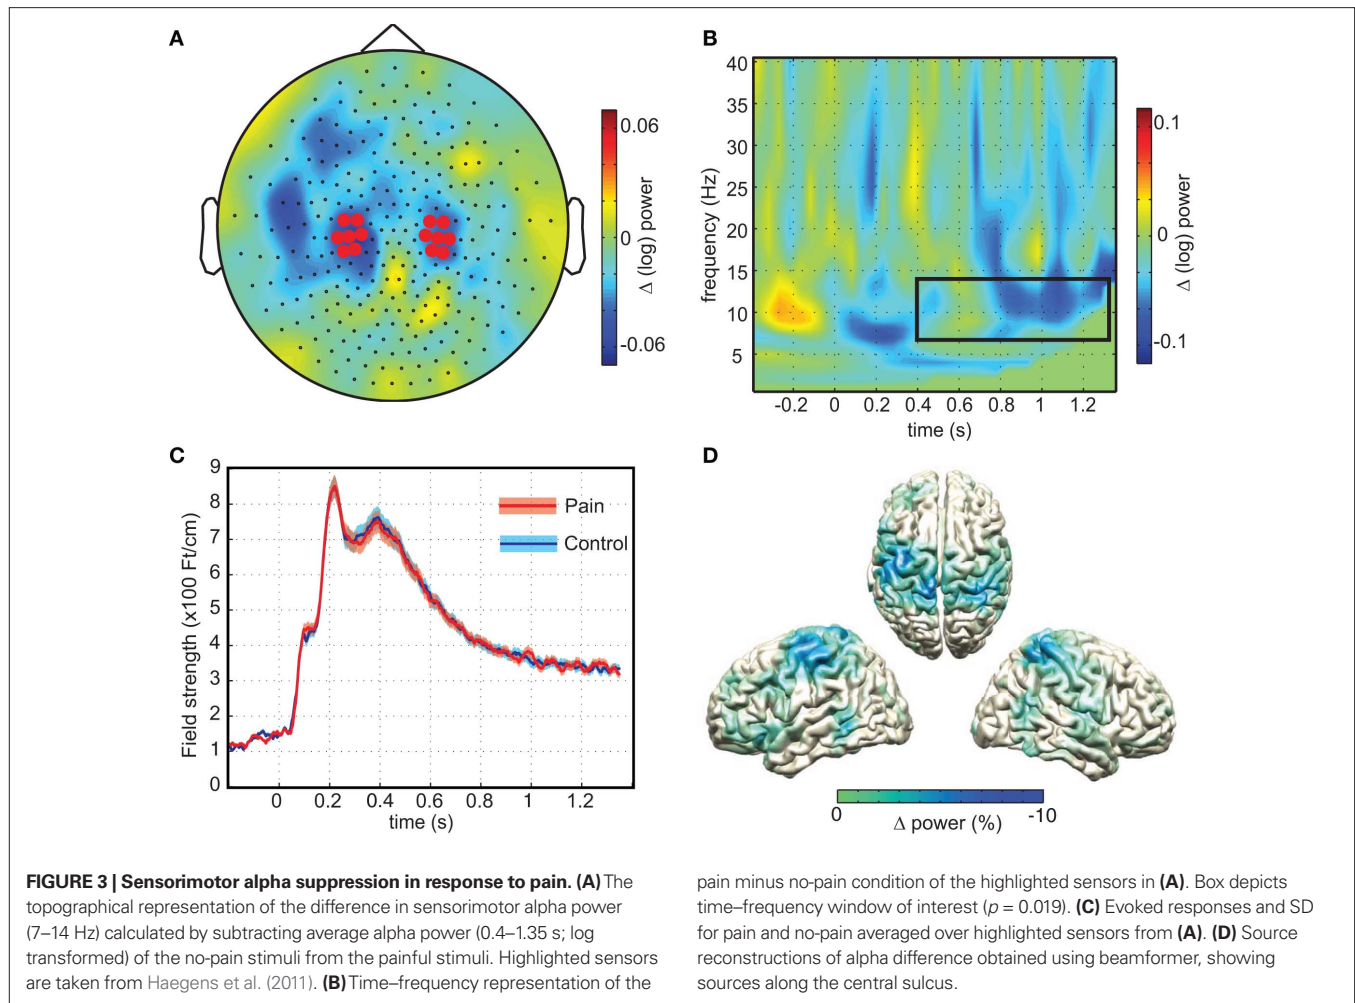 A
0.06
0
-0.06
Δ (log) power
B
40
35
30
25
20
15
10
5
frequency (Hz)
-0.2 0 0.2 0.4 0.6 0.8 1 1.2
time (s)
0.1
0
-0.1
Δ (log) power
C
9
8
7
6
5
4
3
2
1
0
Field strength (x100 Ft/cm)
Pain
Control
0 0.2 0.4 0.6 0.8 1 1.2
time (s)
D
0 -10
Δ power (%)
FIGURE 3 | Sensorimotor alpha suppression in response to pain. (A) The
topographical representation of the difference in sensorimotor alpha power
(7–14 Hz) calculated by subtracting average alpha power (0.4–1.35 s; log
transformed) of the no-pain stimuli from the painful stimuli. Highlighted sensors
are taken from Haegens et al. (2011). (B) Time–frequency representation of the
pain minus no-pain condition of the highlighted sensors in (A). Box depicts
time–frequency window of interest (p = 0.019). (C) Evoked responses and SD
for pain and no-pain averaged over highlighted sensors from (A). (D) Source
reconstructions of alpha difference obtained using beamformer, showing
sources along the central sulcus.